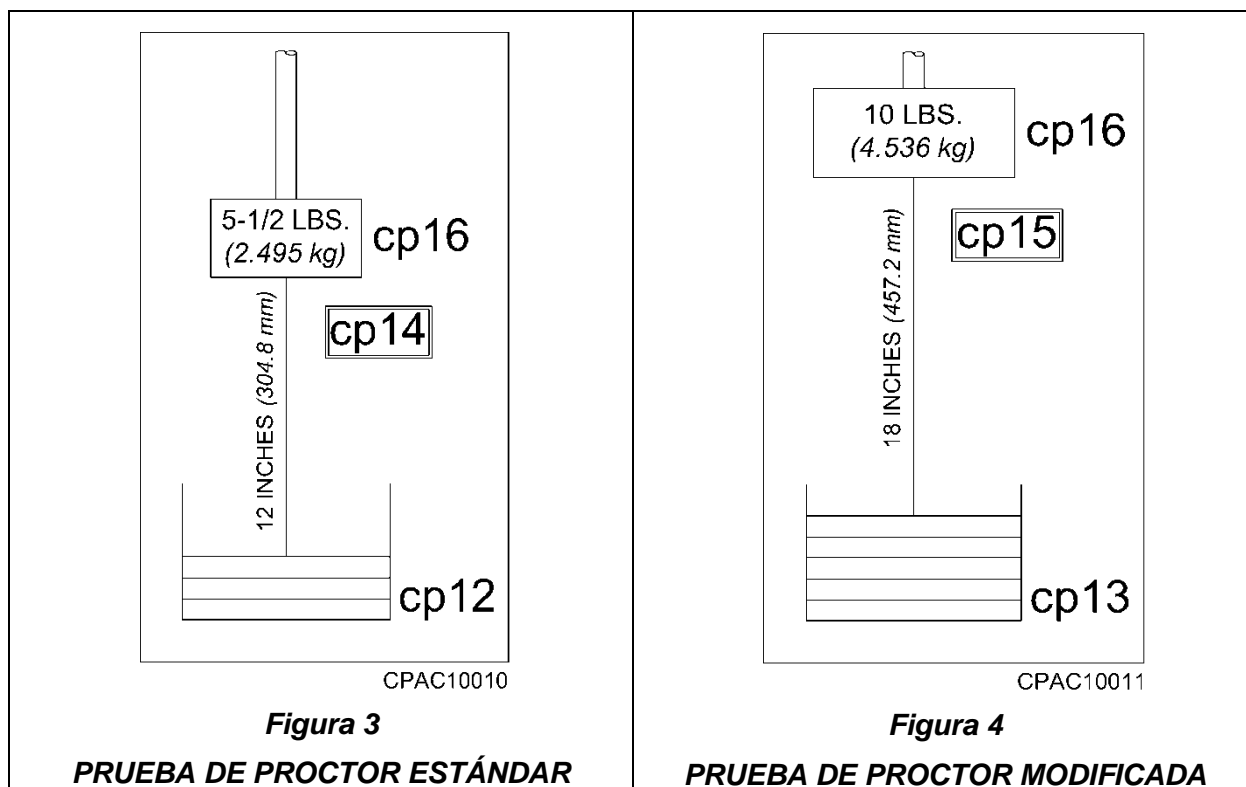 5-1/2 LBS.
(2.495 kg)
cp16
cp14
12 INCHES (304.8 mm)
cp12
CPAC10010
Figura 3
PRUEBA DE PROCTOR ESTÁNDAR
10 LBS.
(4.536 kg)
cp16
cp15
18 INCHES (457.2 mm)
cp13
CPAC10011
Figura 4
PRUEBA DE PROCTOR MODIFICADA